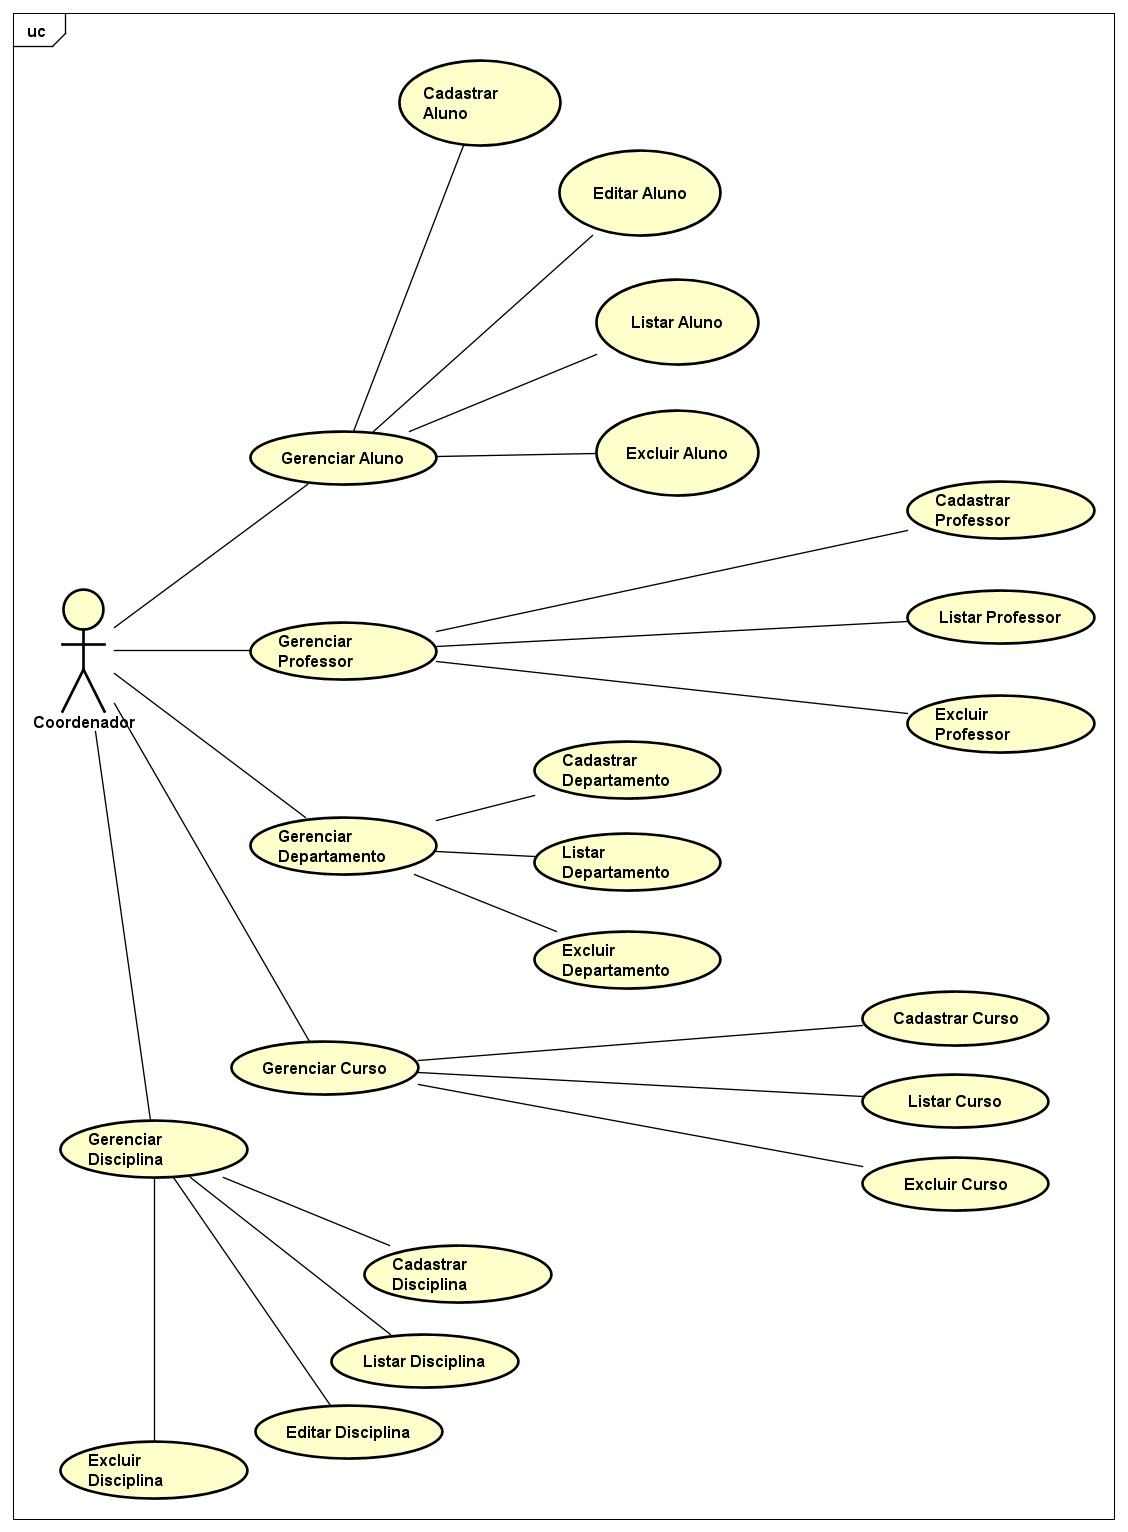 uc
Cadastrar
Aluno
Editar Aluno
Listar Aluno
Excluir Aluno
Gerenciar Aluno
Cadastrar
Professor
Listar Professor
Gerenciar
Professor
Excluir
Professor
Coordenador
Cadastrar
Departamento
Gerenciar
Departamento
Listar
Departamento
Excluir
Departamento
Cadastrar Curso
Gerenciar Curso
Listar Curso
Excluir Curso
Gerenciar
Disciplina
Cadastrar
Disciplina
Listar Disciplina
Editar Disciplina
Excluir
Disciplina